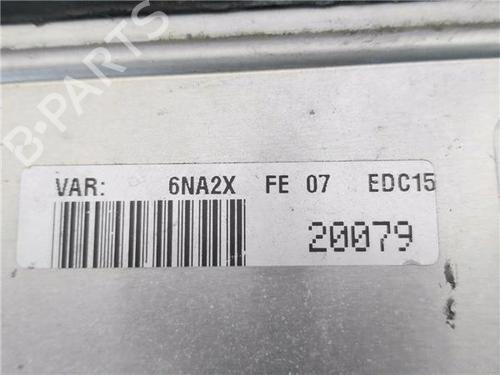 B-PARTS
VAR: 6NA2X FE 07 EDC15
20079